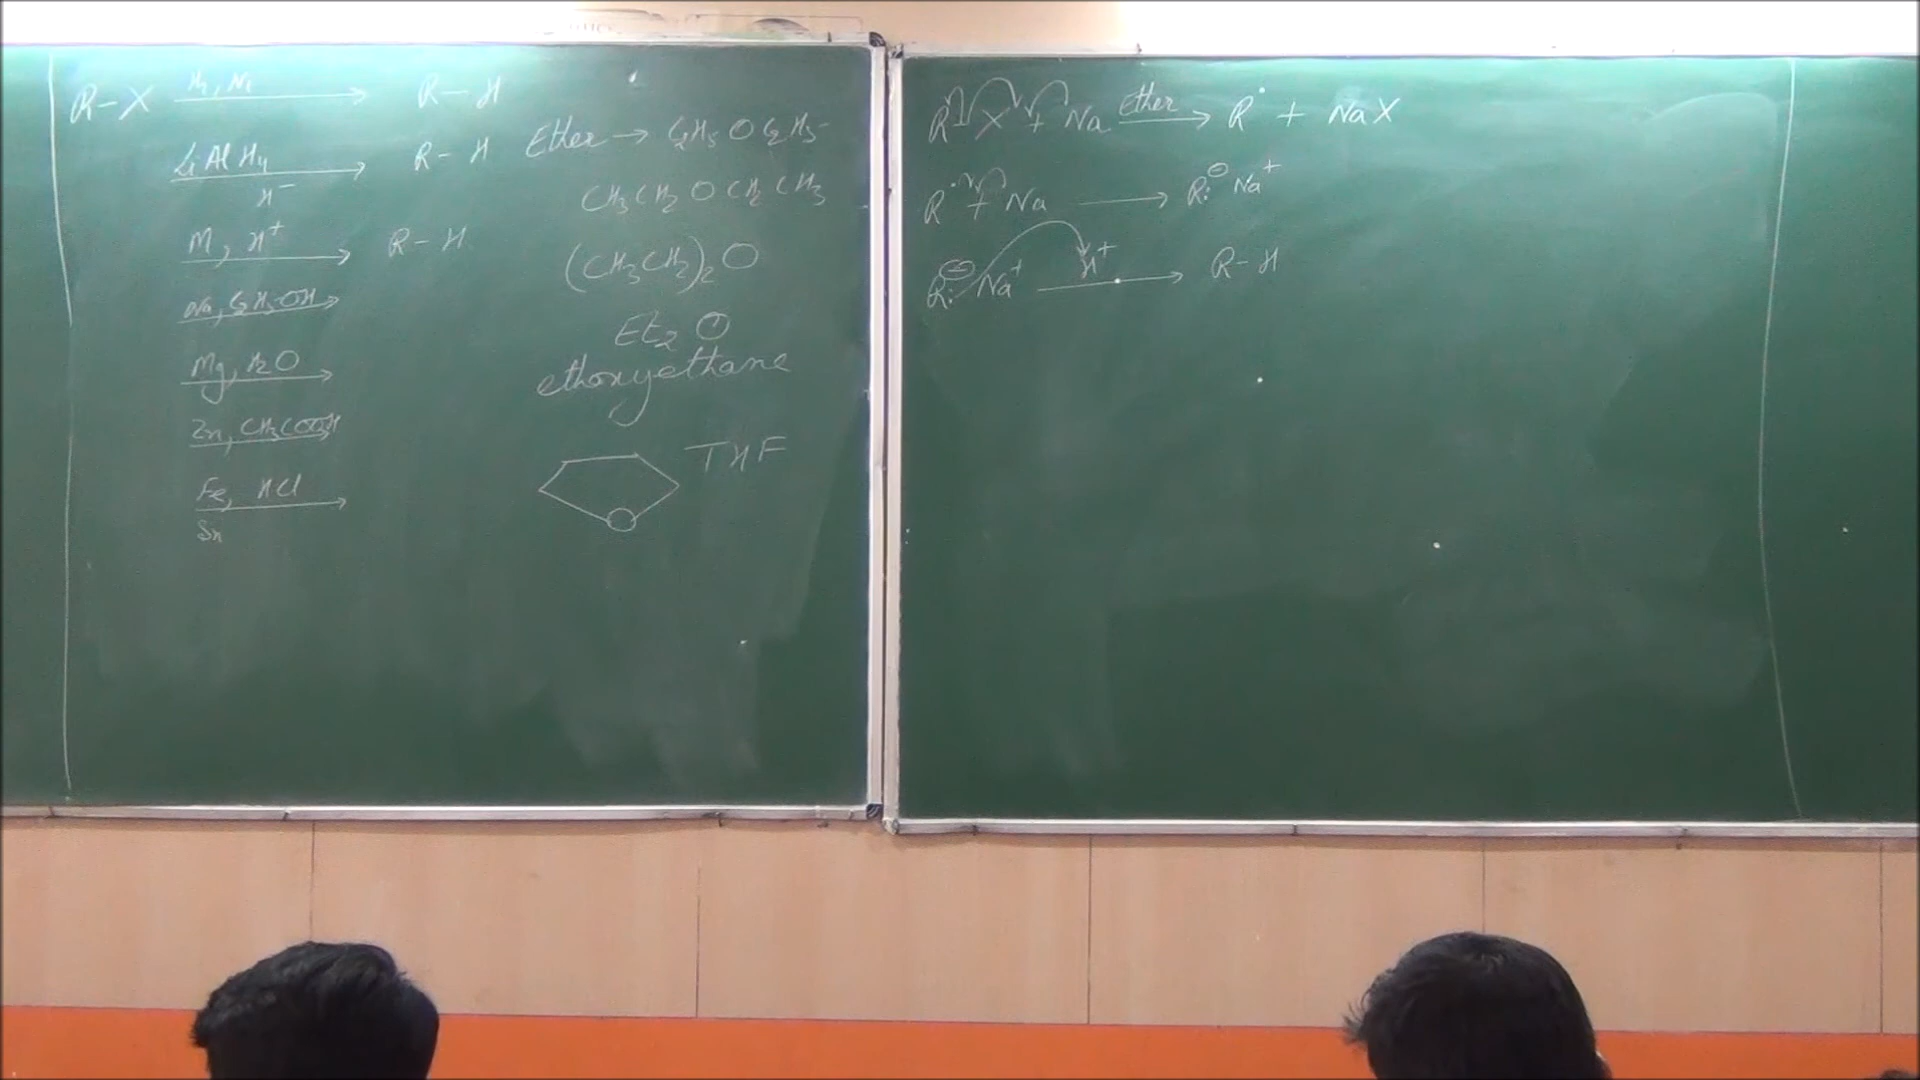 R-X H2, Ni → R-H
LiAlH4 → R-H
H⁻
M, H⁺ → R-H
Na, C2H5OH →
Mg, H2O →
Zn, CH3COOH →
Fe, HCl →
Sn
Ether → C2H5OC2H5
CH3CH2OCH2CH3
(CH3CH2)2O
Et2O
ethoxyethane
THF
R-X + Na Ether → R• + NaX
R• + Na → R:⊖ Na⁺
R:⊖ Na⁺ H⁺ → R-H